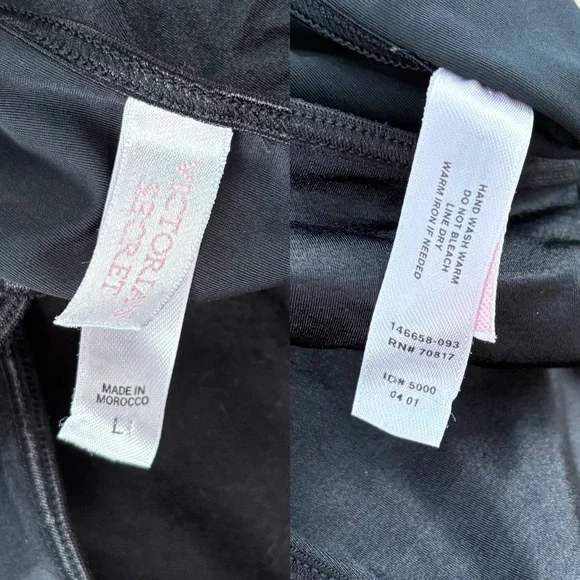 VICTORIA'S
SECRET
MADE IN
MOROCCO
L
HAND WASH WARM
DO NOT BLEACH
LINE DRY
WARM IRON IF NEEDED
146658-093
RN# 70817
ID# 5000
04 01